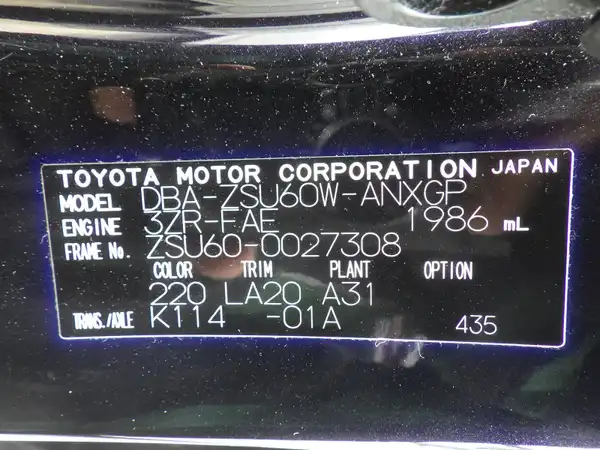 TOYOTA MOTOR CORPORATION JAPAN
MODEL DBA-ZSU60W-ANXGP
ENGINE 3ZR-FAE 1986 mL
FRAME No. ZSU60-0027308
COLOR TRIM PLANT OPTION
220 LA20 A31
TRANS./AXLE K114 -01A 435